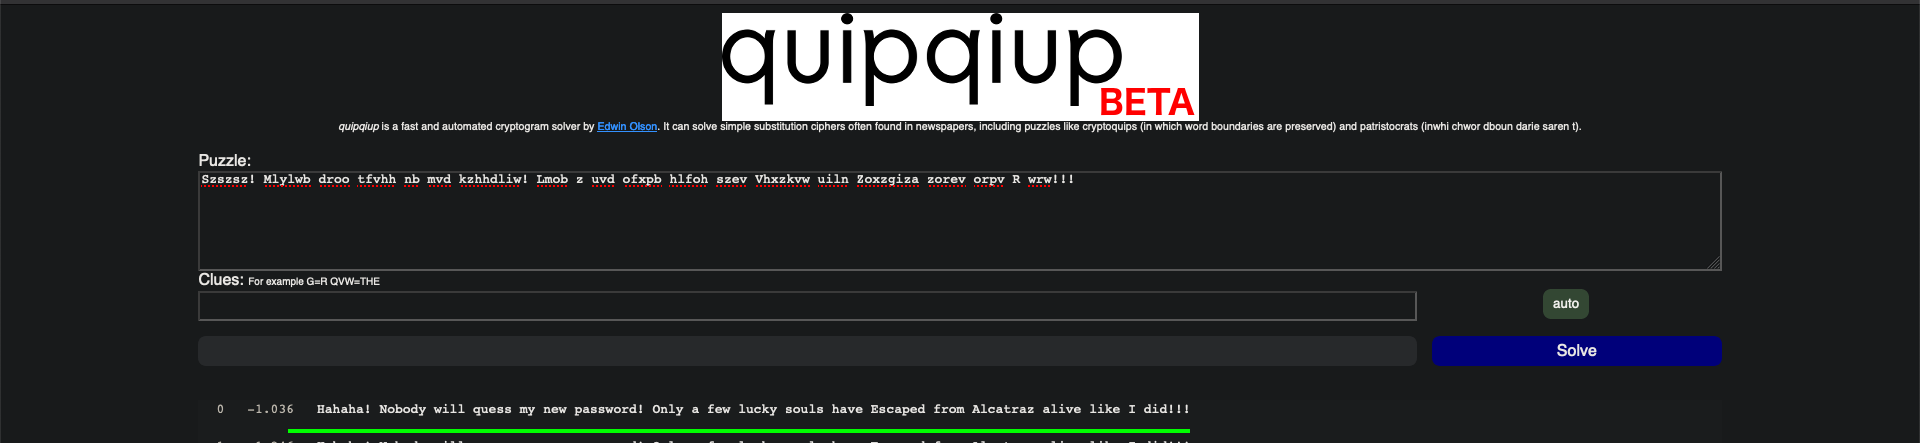 quipqiup
BETA
quipqiup is a fast and automated cryptogram solver by Edwin Olson. It can solve simple substitution ciphers often found in newspapers, including puzzles like cryptoquips (in which word boundaries are preserved) and patristocrats (inwhi chwor dboun darie saren t).
Puzzle:
Szszsz! Mlylwb droo tfvhh nb mvd kzhhdliw! Lmob z uvd ofxpb hlfoh szev Vhxzkvw uiln Zoxzgiza zorev orpv R wrw!!!
Clues: For example G=R QVW=THE
auto
Solve
0 -1.036 Hahaha! Nobody will quess my new password! Only a few lucky souls have Escaped from Alcatraz alive like I did!!!